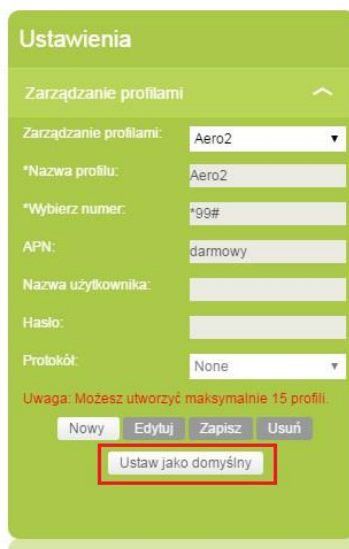 Ustawienia
Zarządzanie profilami
Zarządzanie profilami: Aero2
*Nazwa profilu: Aero2
*Wybierz numer: *99#
APN: darmowy
Nazwa użytkownika:
Hasło:
Protokół: None
Uwaga: Możesz utworzyć maksymalnie 15 profili.
Nowy Edytuj Zapisz Usuń
Ustaw jako domyślny